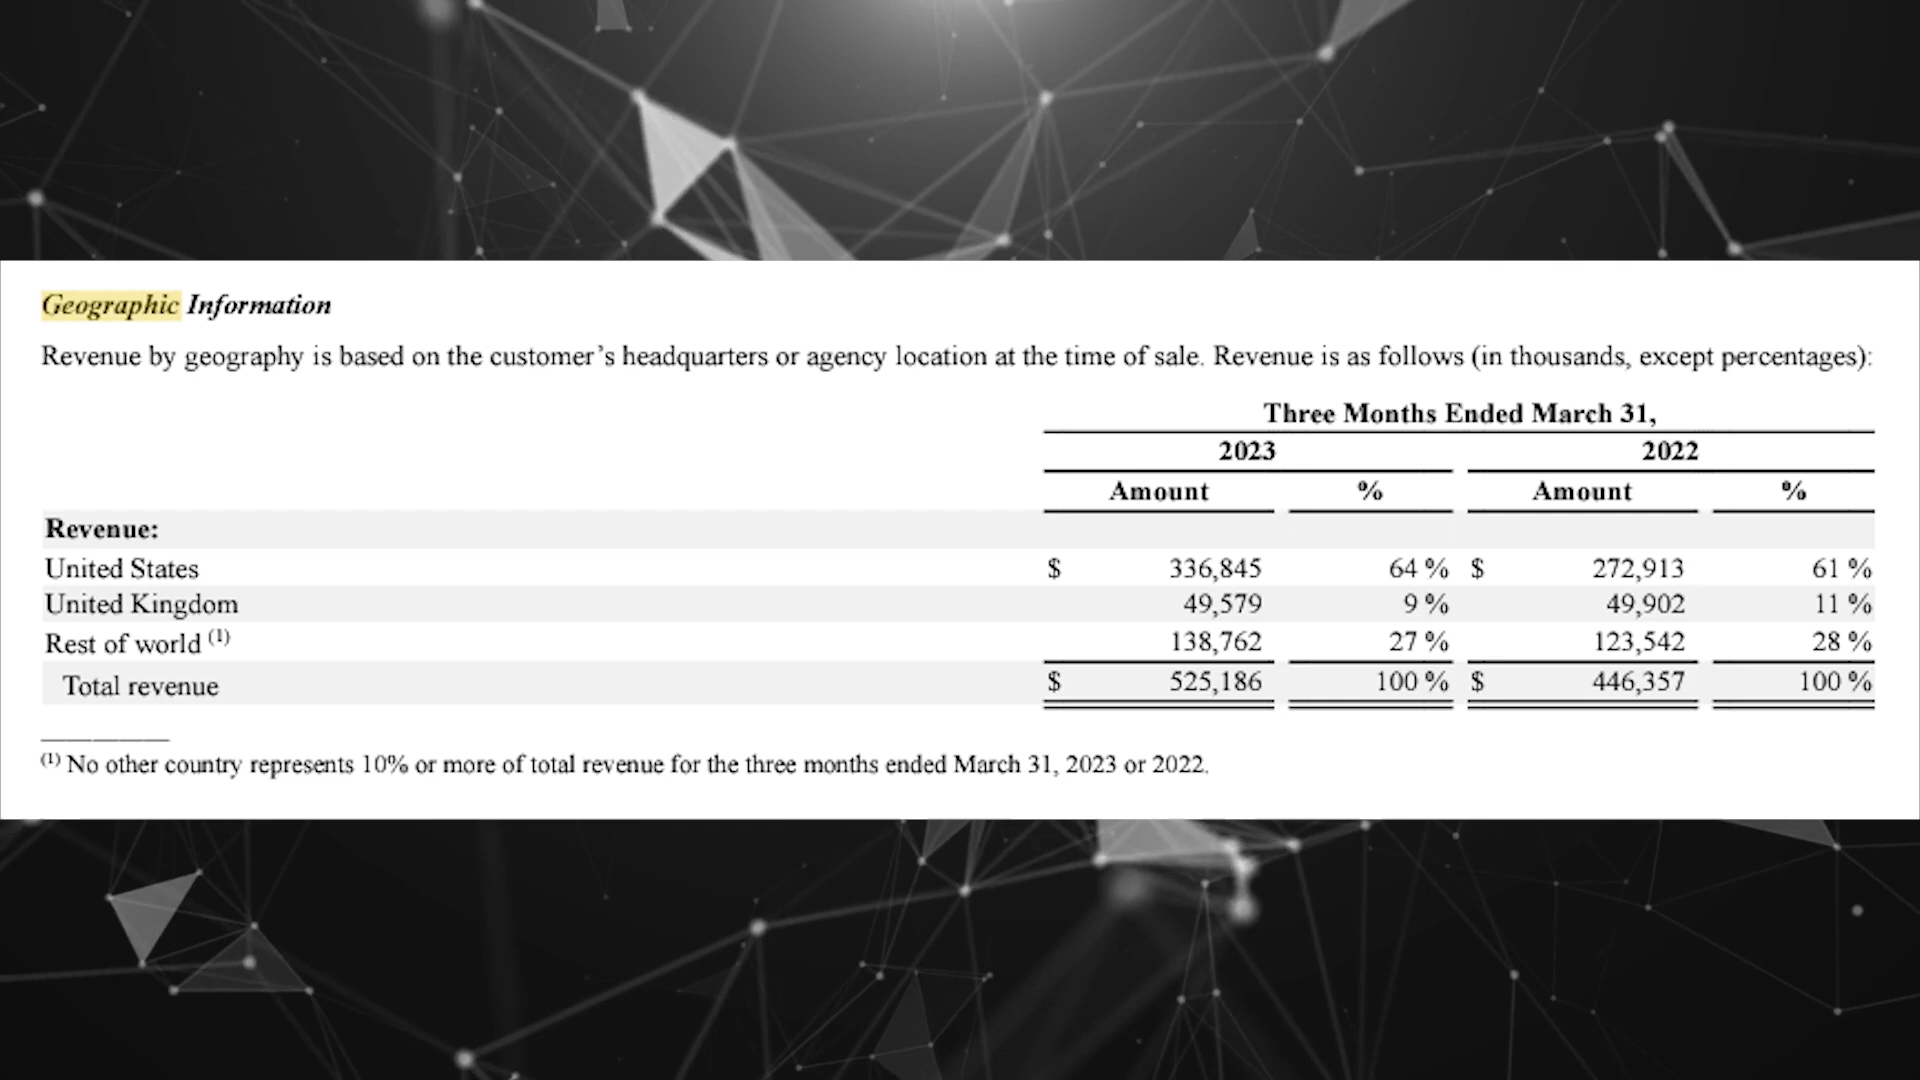 Geographic Information
Revenue by geography is based on the customer's headquarters or agency location at the time of sale. Revenue is as follows (in thousands, except percentages):
Three Months Ended March 31,
2023 2022
Amount % Amount %
Revenue:
United States $ 336,845 64 % $ 272,913 61 %
United Kingdom 49,579 9 % 49,902 11 %
Rest of world (1) 138,762 27 % 123,542 28 %
Total revenue $ 525,186 100 % $ 446,357 100 %
(1) No other country represents 10% or more of total revenue for the three months ended March 31, 2023 or 2022.